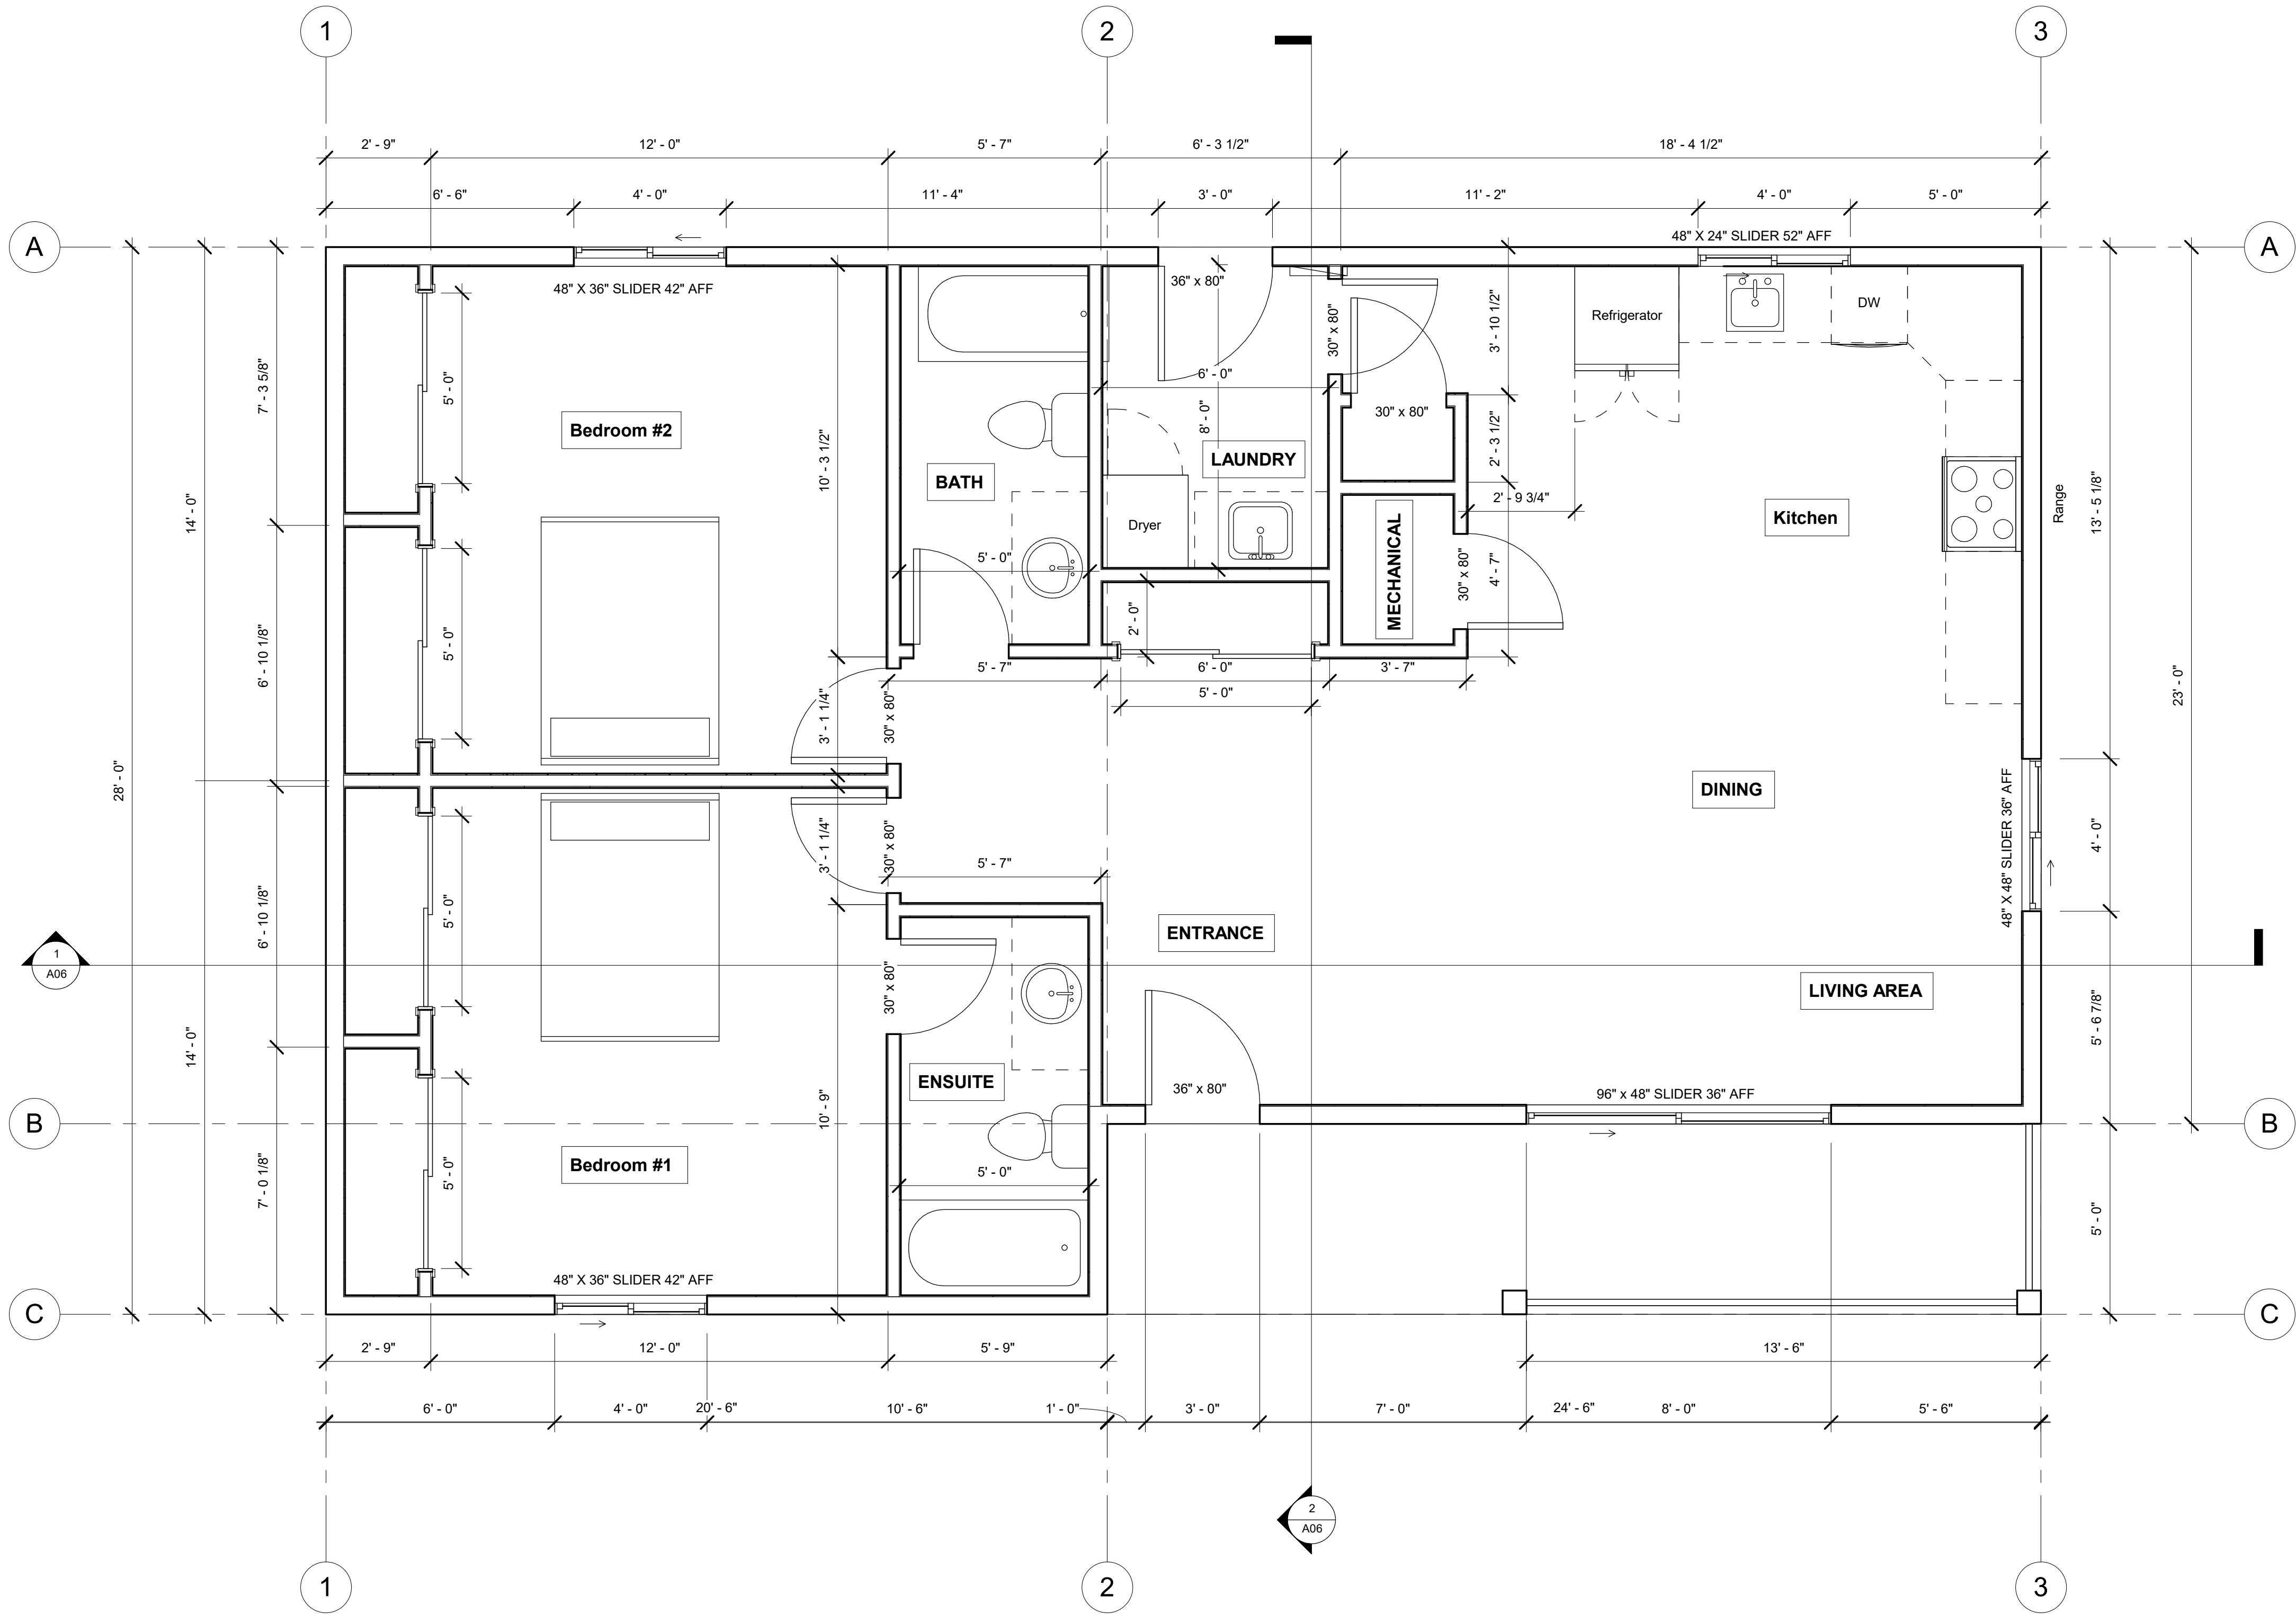 1
2
3
2' - 9"
12' - 0"
5' - 7"
6' - 3 1/2"
18' - 4 1/2"
6' - 6"
4' - 0"
11' - 4"
3' - 0"
11' - 2"
4' - 0"
5' - 0"
A
A
48" X 24" SLIDER 52" AFF
48" X 36" SLIDER 42" AFF
36" x 80"
Refrigerator
DW
30" x 80"
3' - 10 1/2"
7' - 3 5/8"
5' - 0"
6' - 0"
30" x 80"
8' - 0"
Bedroom #2
10' - 3 1/2"
2' - 3 1/2"
LAUNDRY
BATH
14' - 0"
2' - 9 3/4"
Kitchen
Range
13' - 5 1/8"
Dryer
MECHANICAL
5' - 0"
30" x 80"
4' - 7"
2' - 0"
6' - 10 1/8"
5' - 0"
5' - 7"
6' - 0"
3' - 7"
23' - 0"
5' - 0"
3' - 1 1/4"
30" x 80"
28' - 0"
DINING
3' - 1 1/4"
30" x 80"
48" X 48" SLIDER 36" AFF
4' - 0"
5' - 7"
6' - 10 1/8"
5' - 0"
ENTRANCE
1
A06
30" x 80"
LIVING AREA
5' - 6 7/8"
14' - 0"
ENSUITE
36" x 80"
96" x 48" SLIDER 36" AFF
10' - 9"
B
B
Bedroom #1
5' - 0"
5' - 0"
7' - 0 1/8"
5' - 0"
48" X 36" SLIDER 42" AFF
C
C
2' - 9"
12' - 0"
5' - 9"
13' - 6"
6' - 0"
4' - 0"
20' - 6"
10' - 6"
1' - 0"
3' - 0"
7' - 0"
24' - 6"
8' - 0"
5' - 6"
2
A06
1
2
3